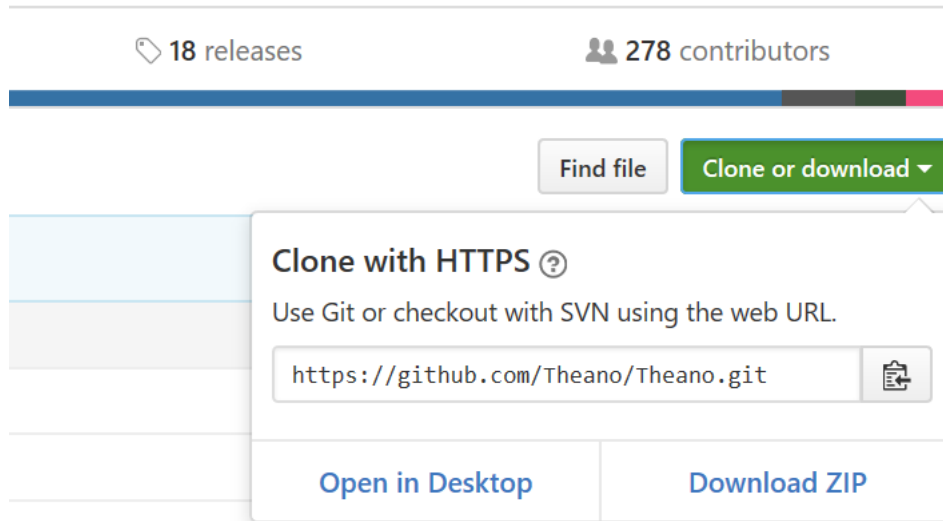 18 releases 278 contributors
Find file Clone or download
Clone with HTTPS ?
Use Git or checkout with SVN using the web URL.
https://github.com/Theano/Theano.git
Open in Desktop Download ZIP